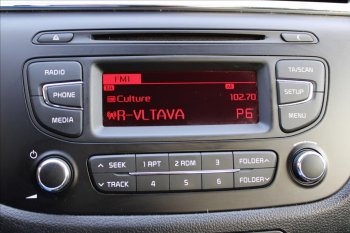 RADIO
FM1
TA/SCAN
PHONE
Culture 102.70
SETUP
MEDIA
R-VLTAVA P6
MENU
SEEK 1 RPT 2 RDM 3 FOLDER
TRACK 4 5 6 FOLDER